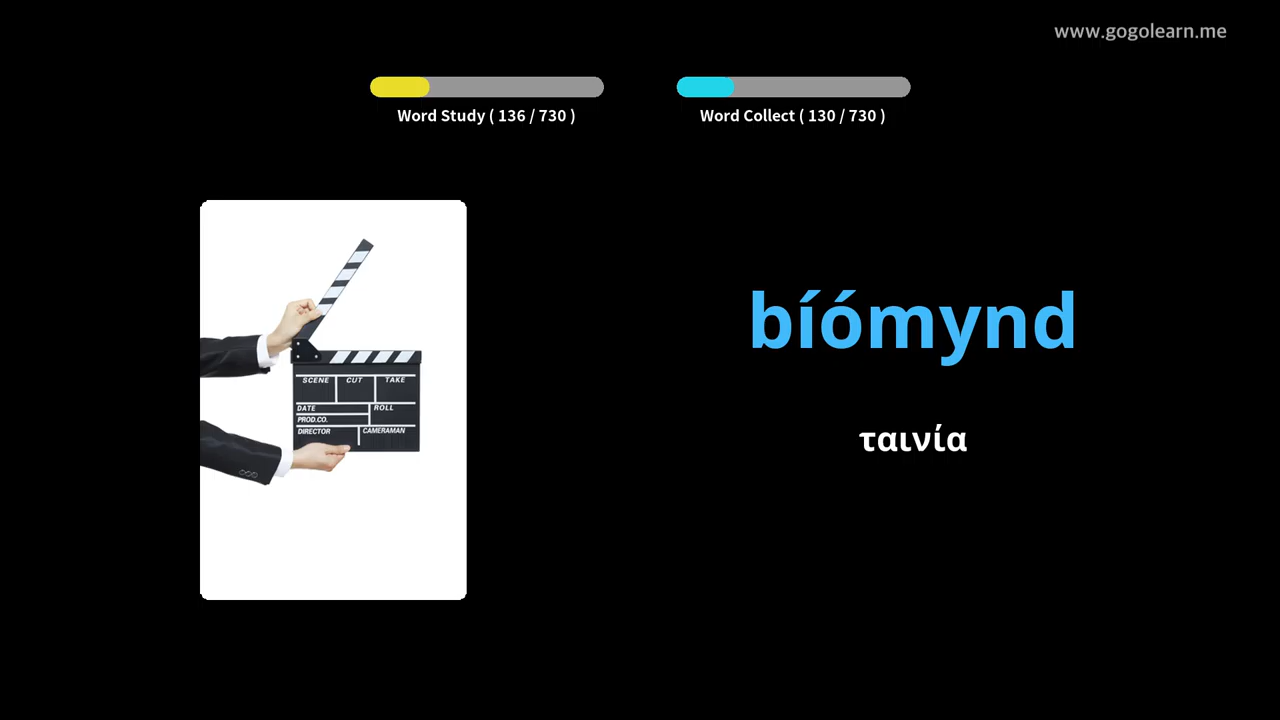 www.gogolearn.me
Word Study ( 136 / 730 )
Word Collect ( 130 / 730 )
SCENE CUT TAKE
DATE ROLL
PROD.CO.
DIRECTOR CAMERAMAN
bíómynd
ταινία